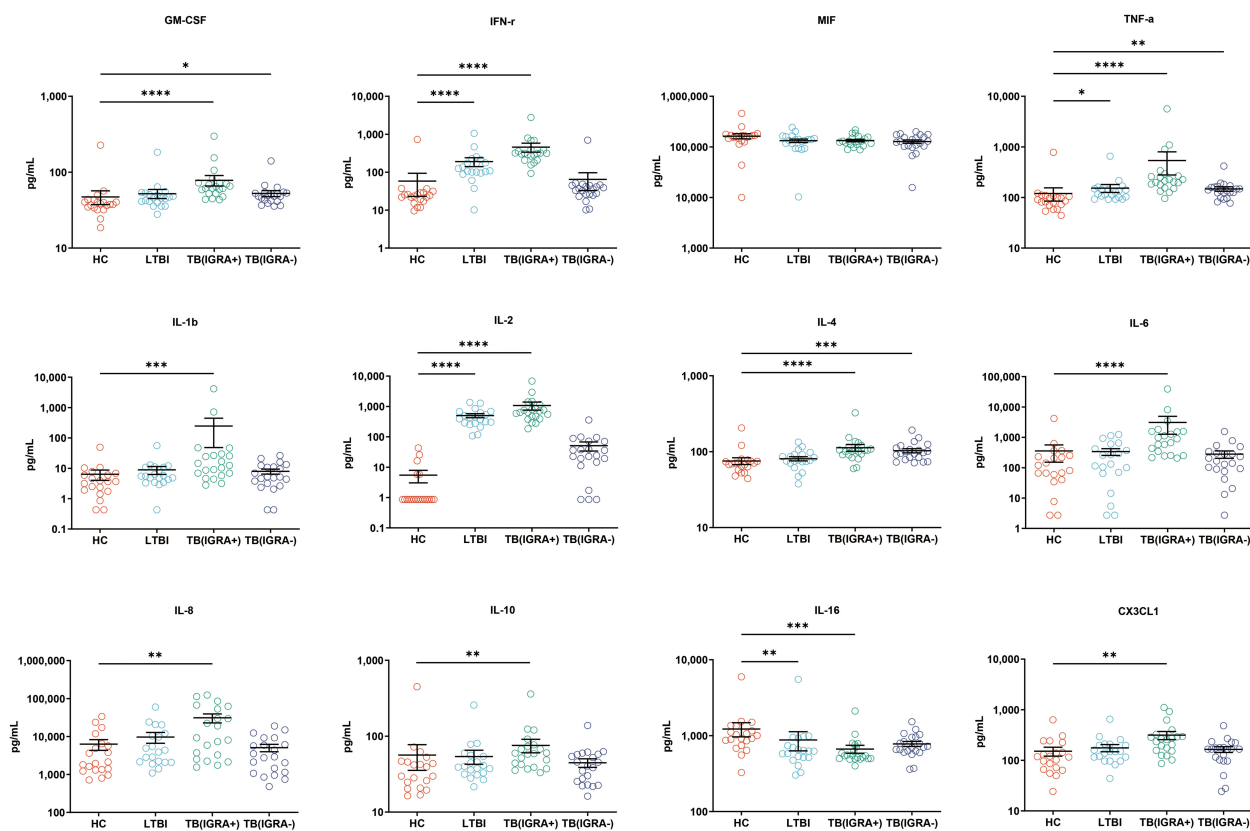 GM-CSF
*
****
1,000
100
10
pg/mL
HC LTBI TB(IGRA+) TB(IGRA-)
IFN-r
****
****
10,000
1,000
100
10
1
pg/mL
HC LTBI TB(IGRA+) TB(IGRA-)
MIF
1,000,000
100,000
10,000
1,000
pg/mL
HC LTBI TB(IGRA+) TB(IGRA-)
TNF-a
**
****
*
10,000
1,000
100
10
pg/mL
HC LTBI TB(IGRA+) TB(IGRA-)
IL-1b
***
10,000
1,000
100
10
1
0.1
pg/mL
HC LTBI TB(IGRA+) TB(IGRA-)
IL-2
****
****
10,000
1,000
100
10
1
0.1
pg/mL
HC LTBI TB(IGRA+) TB(IGRA-)
IL-4
***
****
1,000
100
10
pg/mL
HC LTBI TB(IGRA+) TB(IGRA-)
IL-6
****
100,000
10,000
1,000
100
10
1
pg/mL
HC LTBI TB(IGRA+) TB(IGRA-)
IL-8
**
1,000,000
100,000
10,000
1,000
100
pg/mL
HC LTBI TB(IGRA+) TB(IGRA-)
IL-10
**
1,000
100
10
pg/mL
HC LTBI TB(IGRA+) TB(IGRA-)
IL-16
***
**
10,000
1,000
100
pg/mL
HC LTBI TB(IGRA+) TB(IGRA-)
CX3CL1
**
10,000
1,000
100
10
pg/mL
HC LTBI TB(IGRA+) TB(IGRA-)